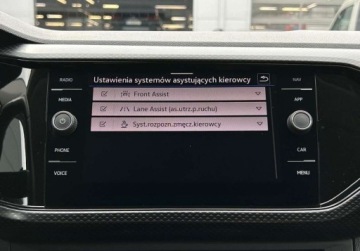 Ustawienia systemów asystujących kierowcy
RADIO
NAV
Front Assist
MEDIA
APP
Lane Assist (as.utrz.p.ruchu)
Syst.rozpozn.zmęcz.kierowcy
PHONE
CAR
VOICE
MENU